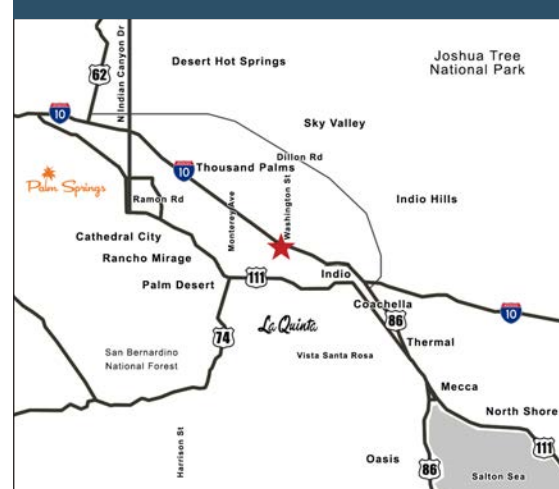 N Indian Canyon Dr
62
Desert Hot Springs
Joshua Tree
National Park
10
Sky Valley
Dillon Rd
10
Thousand Palms
Palm Springs
Ramon Rd
Monterey Ave
Washington St
Indio Hills
Cathedral City
Rancho Mirage
Palm Desert
111
Indio
Coachella
10
La Quinta
86
Thermal
74
San Bernardino
National Forest
Vista Santa Rosa
Mecca
North Shore
111
Harrison St
Oasis
86
Salton Sea